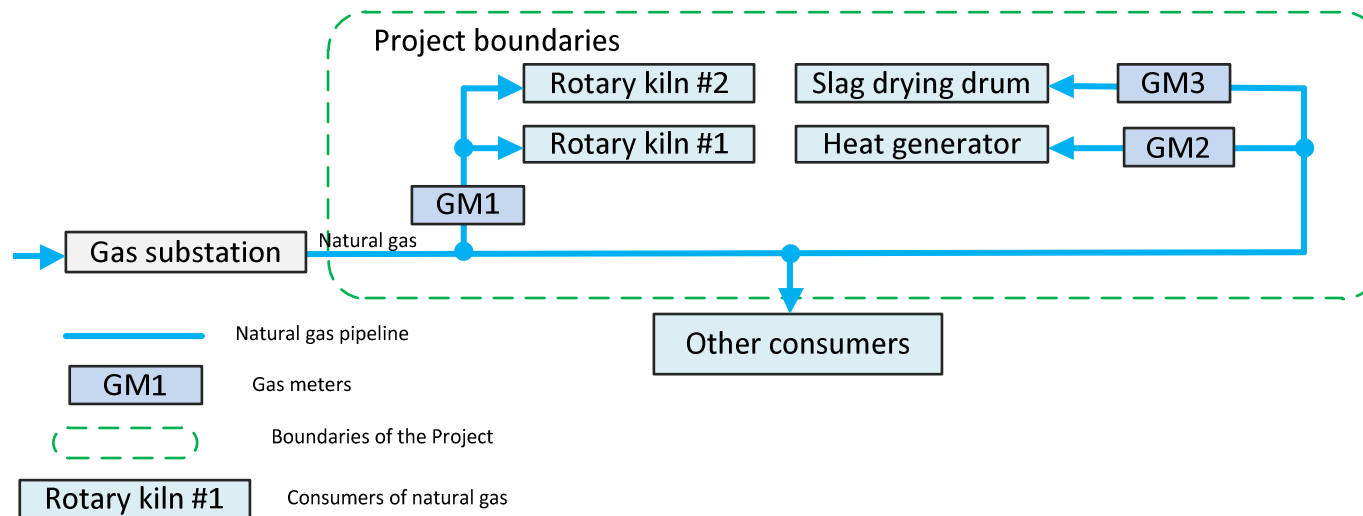 Project boundaries
Rotary kiln #2
Slag drying drum
GM3
Rotary kiln #1
Heat generator
GM2
GM1
Gas substation
Natural gas
Other consumers
Natural gas pipeline
GM1
Gas meters
Boundaries of the Project
Rotary kiln #1
Consumers of natural gas